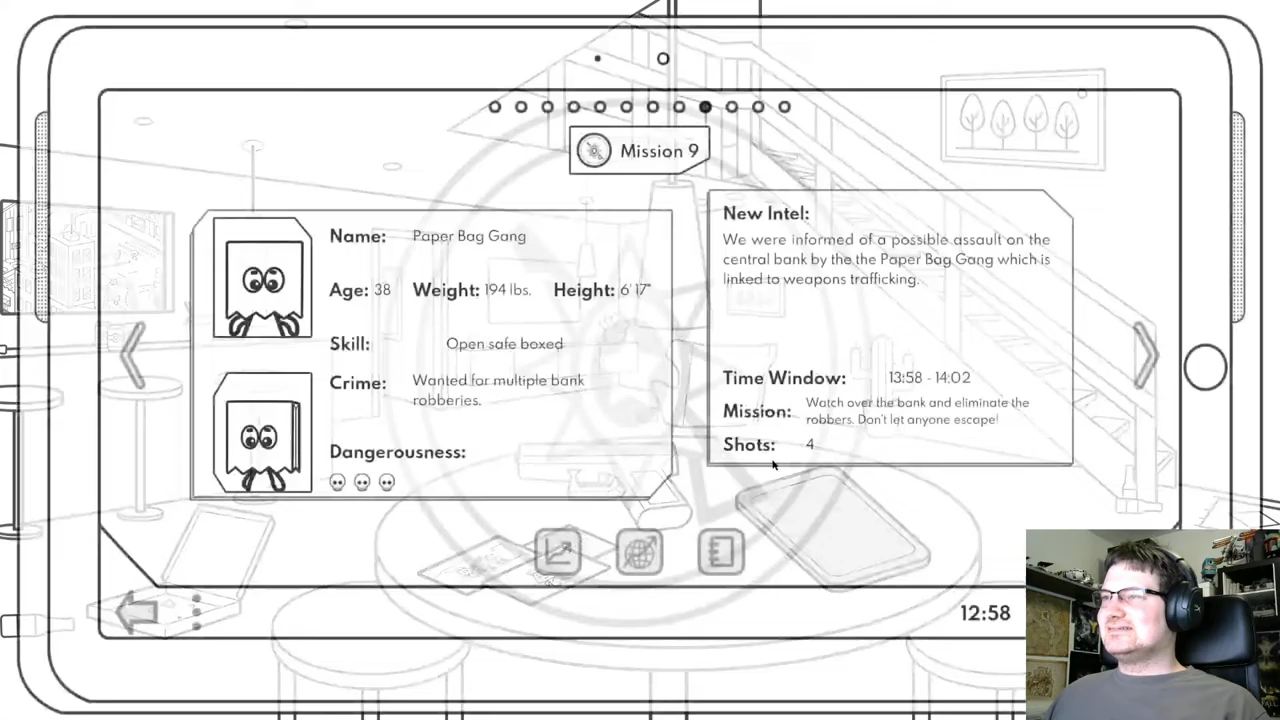 Mission 9
Name: Paper Bag Gang
Age: 38 Weight: 194 lbs. Height: 6' 17"
Skill: Open safe boxed
Crime: Wanted for multiple bank
robberies.
Dangerousness:
New Intel:
We were informed of a possible assault on the
central bank by the the Paper Bag Gang which is
linked to weapons trafficking.
Time Window: 13:58 - 14:02
Mission: Watch over the bank and eliminate the
robbers. Don't let anyone escape!
Shots: 4
12:58